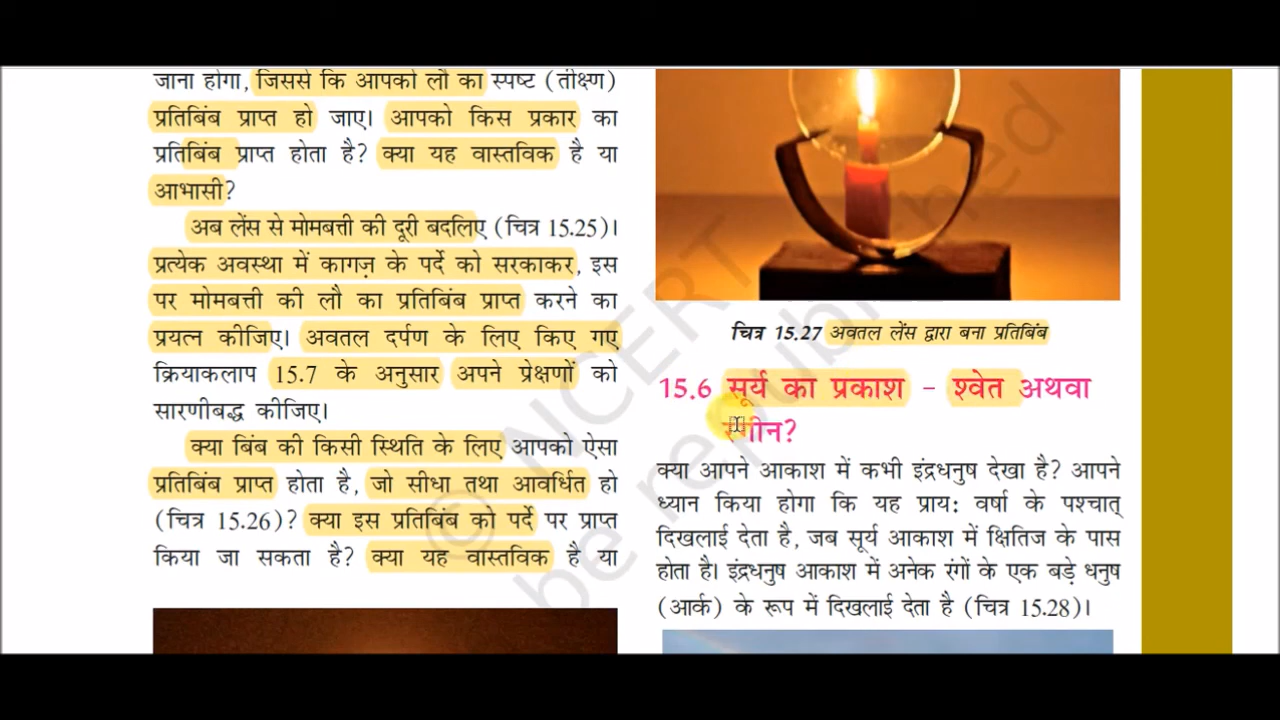 जाना होगा, जिससे कि आपको लौ का स्पष्ट (तीक्ष्ण)
प्रतिबिंब प्राप्त हो जाए। आपको किस प्रकार का
प्रतिबिंब प्राप्त होता है? क्या यह वास्तविक है या
आभासी?
अब लेंस से मोमबत्ती की दूरी बदलिए (चित्र 15.25)।
प्रत्येक अवस्था में कागज़ के पर्दे को सरकाकर, इस
पर मोमबत्ती की लौ का प्रतिबिंब प्राप्त करने का
प्रयत्न कीजिए। अवतल दर्पण के लिए किए गए
क्रियाकलाप 15.7 के अनुसार अपने प्रेक्षणों को
सारणीबद्ध कीजिए।
क्या बिंब की किसी स्थिति के लिए आपको ऐसा
प्रतिबिंब प्राप्त होता है, जो सीधा तथा आवर्धित हो
(चित्र 15.26)? क्या इस प्रतिबिंब को पर्दे पर प्राप्त
किया जा सकता है? क्या यह वास्तविक है या
चित्र 15.27 अवतल लेंस द्वारा बना प्रतिबिंब
15.6 सूर्य का प्रकाश – श्वेत अथवा
रंगीन?
क्या आपने आकाश में कभी इंद्रधनुष देखा है? आपने
ध्यान किया होगा कि यह प्राय: वर्षा के पश्चात्
दिखलाई देता है, जब सूर्य आकाश में क्षितिज के पास
होता है। इंद्रधनुष आकाश में अनेक रंगों के एक बड़े धनुष
(आर्क) के रूप में दिखलाई देता है (चित्र 15.28)।
© NCERT
be republished